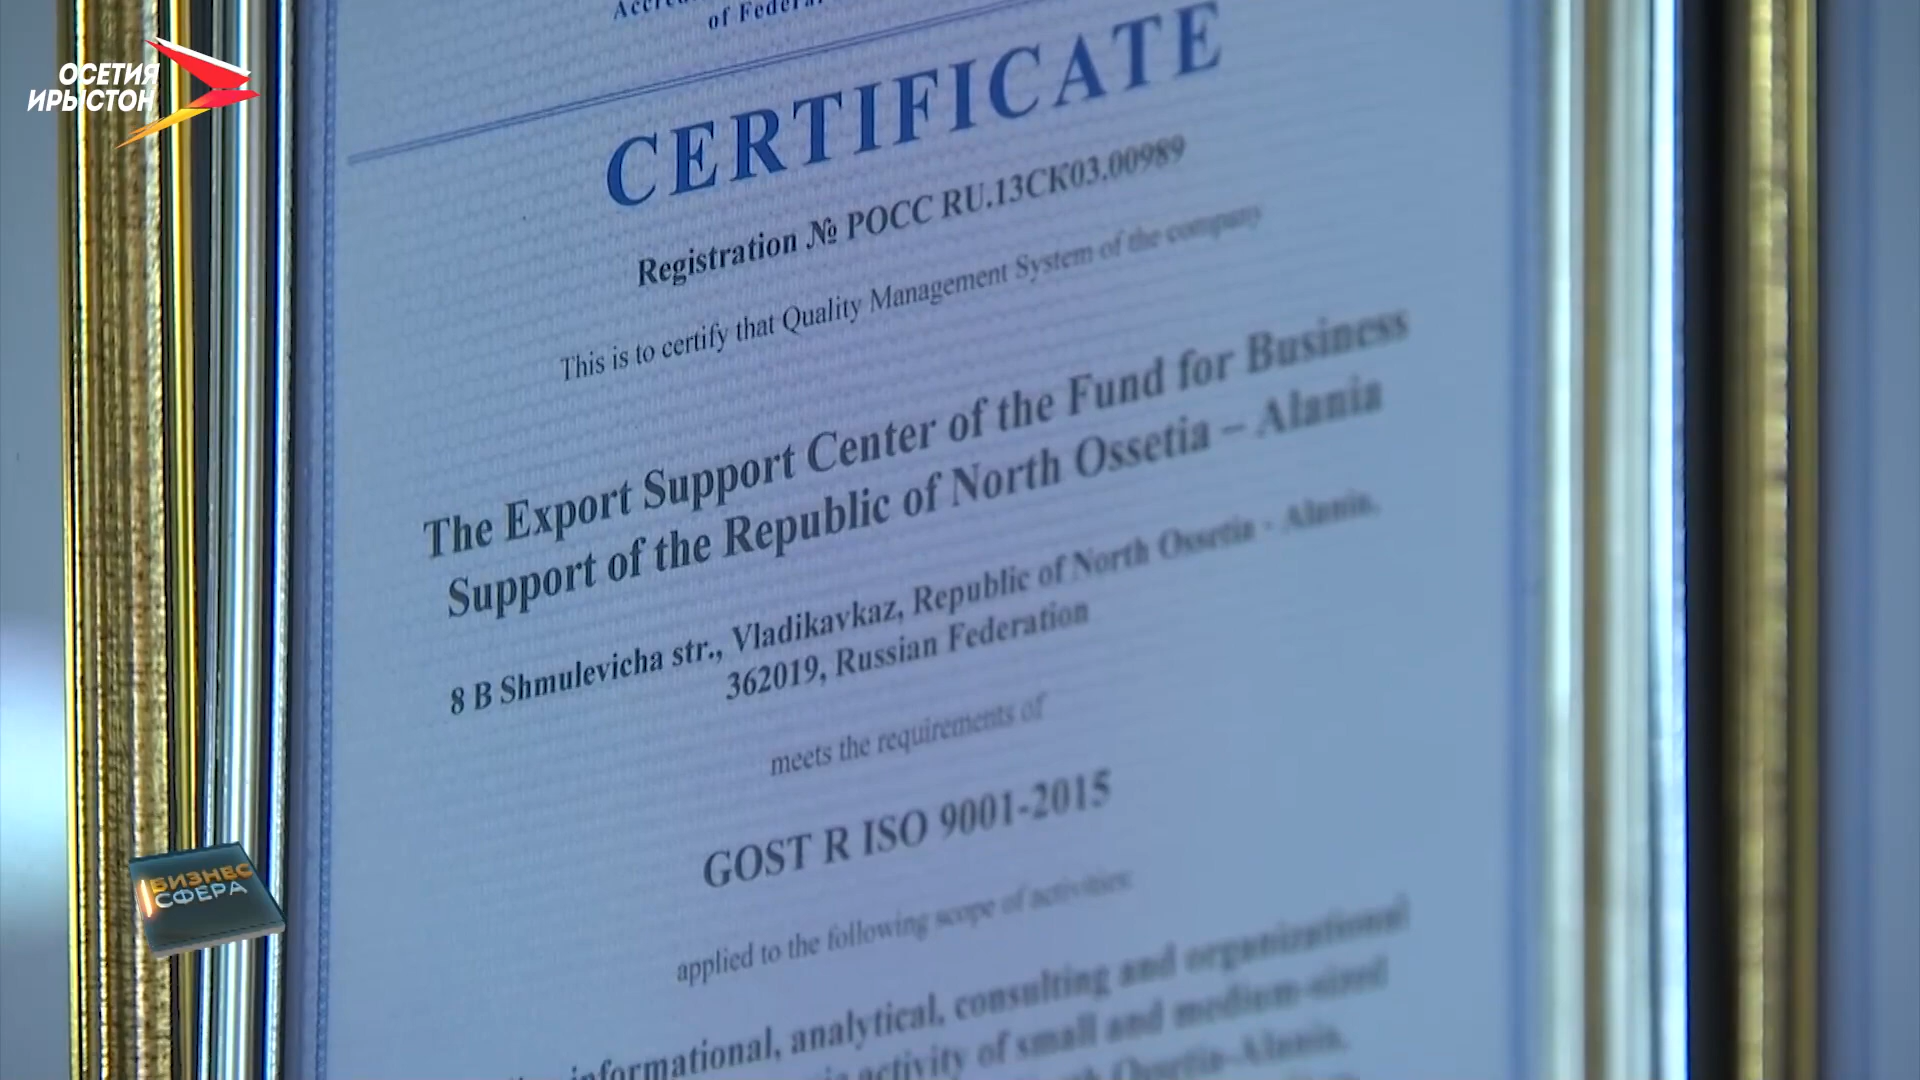 ОСЕТИЯ
ИРЫСТОН
of Federal
CERTIFICATE
Registration № РОСС RU.13СК03.00989
This is to certify that Quality Management System of the company
The Export Support Center of the Fund for Business
Support of the Republic of North Ossetia – Alania
8 B Shmulevicha str., Vladikavkaz, Republic of North Ossetia - Alania,
362019, Russian Federation
meets the requirements of
GOST R ISO 9001-2015
applied to the following scope of activities:
БИЗНЕС
СФЕРА
informational, analytical, consulting and organizational
activity of small and medium-sized
Ossetia-Alania.